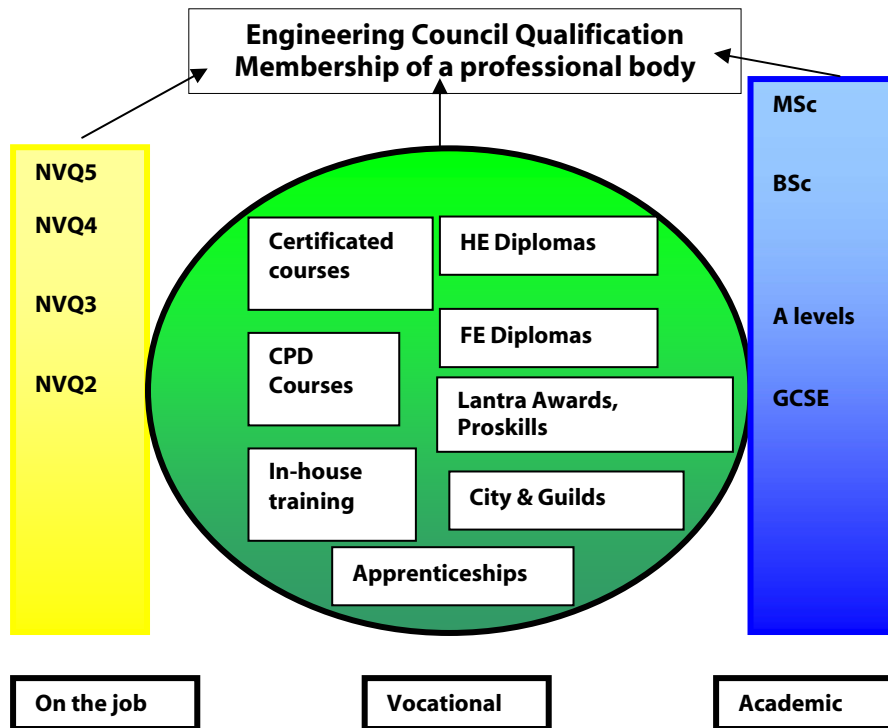 Engineering Council Qualification
Membership of a professional body
NVQ5
NVQ4
NVQ3
NVQ2
Certificated
courses
HE Diplomas
FE Diplomas
CPD
Courses
Lantra Awards,
Proskills
In-house
training
City & Guilds
Apprenticeships
MSc
BSc
A levels
GCSE
On the job
Vocational
Academic